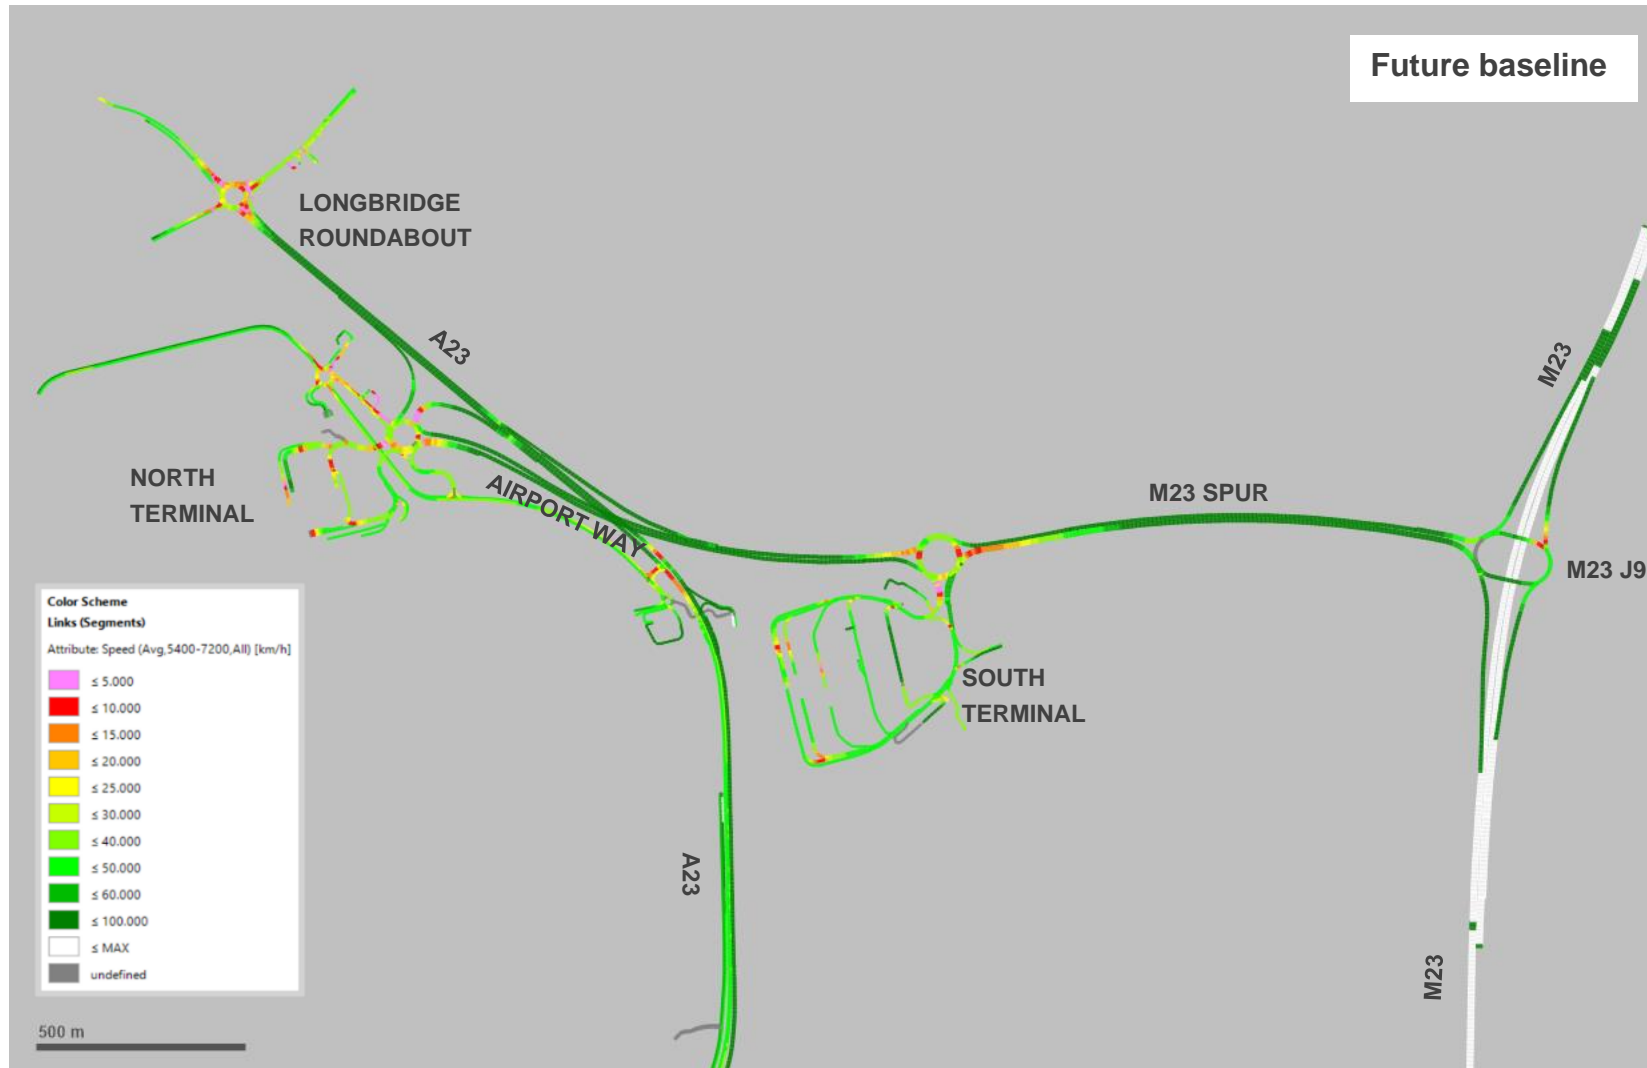 Future baseline
LONGBRIDGE
ROUNDABOUT
A23
M23
NORTH
TERMINAL
AIRPORT WAY
M23 SPUR
M23 J9
Color Scheme
Links (Segments)
Attribute: Speed (Avg,5400-7200,All) [km/h]
≤ 5.000
≤ 10.000
≤ 15.000
≤ 20.000
≤ 25.000
≤ 30.000
≤ 40.000
≤ 50.000
≤ 60.000
≤ 100.000
≤ MAX
undefined
SOUTH
TERMINAL
A23
M23
500 m